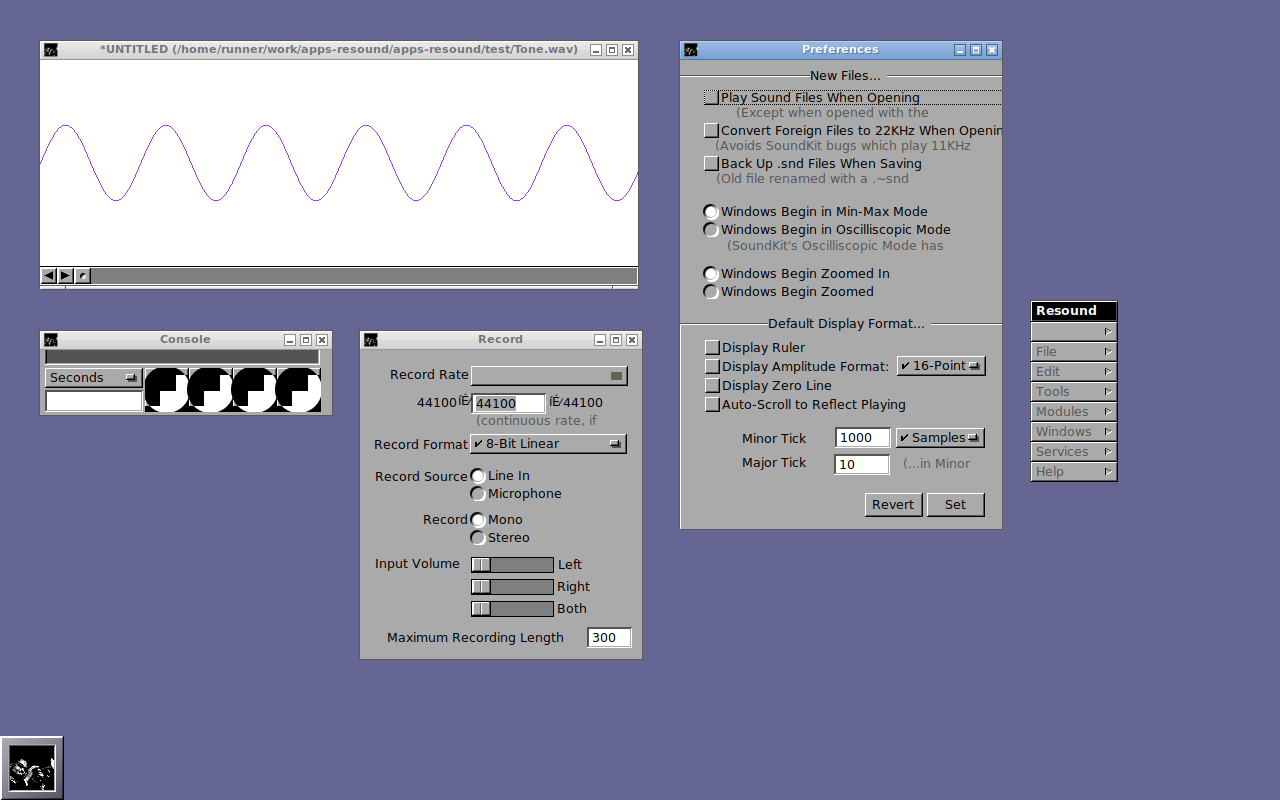 *UNTITLED (/home/runner/work/apps-resound/apps-resound/test/Tone.wav)
Console
Seconds
Record
Record Rate
44100ÍÉ⁄ 44100 ÍÉ⁄44100
(continuous rate, if
Record Format ✔ 8-Bit Linear
Record Source Line In
Microphone
Record Mono
Stereo
Input Volume Left
Right
Both
Maximum Recording Length 300
Preferences
New Files...
Play Sound Files When Opening
(Except when opened with the
Convert Foreign Files to 22KHz When Openin
(Avoids SoundKit bugs which play 11KHz
Back Up .snd Files When Saving
(Old file renamed with a .~snd
Windows Begin in Min-Max Mode
Windows Begin in Oscilliscopic Mode
(SoundKit's Oscilliscopic Mode has
Windows Begin Zoomed In
Windows Begin Zoomed
Default Display Format...
Display Ruler
Display Amplitude Format: ✔ 16-Point
Display Zero Line
Auto-Scroll to Reflect Playing
Minor Tick 1000 ✔ Samples
Major Tick 10 (...in Minor
Revert Set
Resound
File
Edit
Tools
Modules
Windows
Services
Help